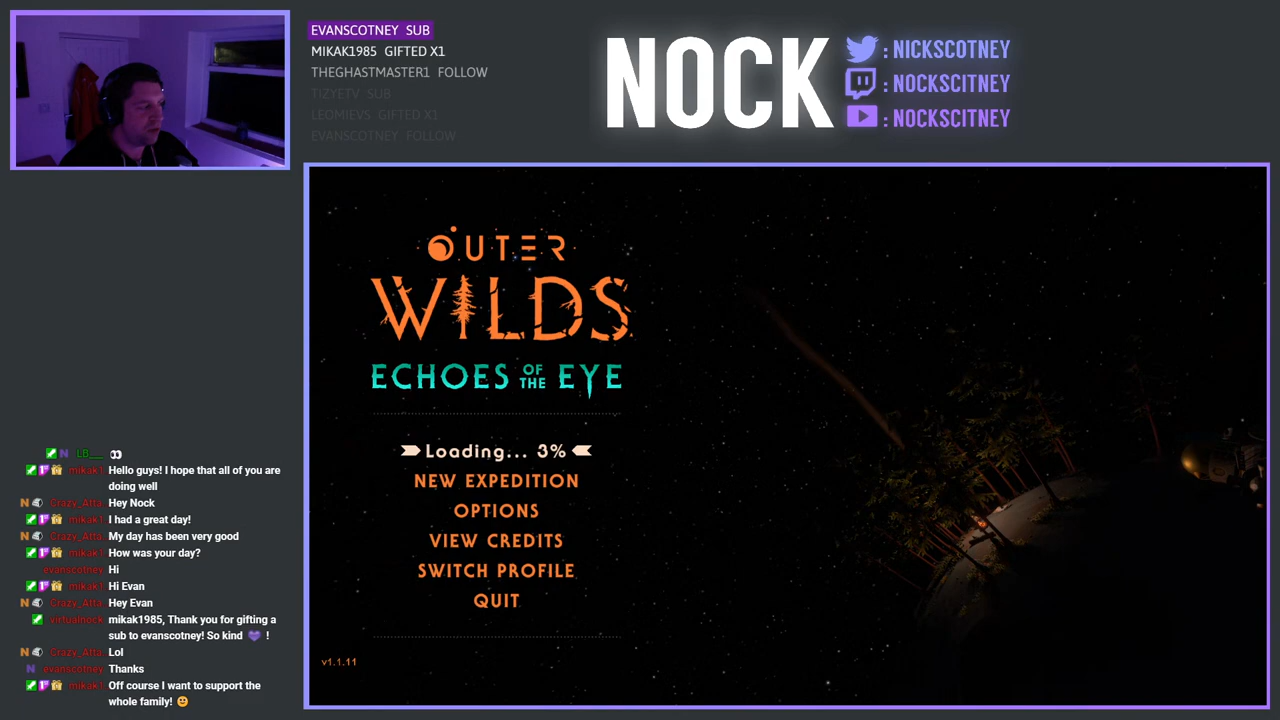 EVANSCOTNEY SUB
MIKAK1985 GIFTED X1
THEGHASTMASTER1 FOLLOW
TIZYETV SUB
LEOMIEVS GIFTED X1
EVANSCOTNEY FOLLOW
NOCK
: NICKSCOTNEY
: NOCKSCITNEY
: NOCKSCITNEY
OUTER
WILDS
ECHOES OF THE EYE
Loading... 3%
NEW EXPEDITION
OPTIONS
VIEW CREDITS
SWITCH PROFILE
QUIT
v1.1.11
LB__
mikak1 Hello guys! I hope that all of you are
doing well
Crazy_Atta: Hey Nock
mikak1 I had a great day!
Crazy_Atta: My day has been very good
mikak1 How was your day?
evanscotney: Hi
mikak1 Hi Evan
Crazy_Atta: Hey Evan
virtualnock: mikak1985, Thank you for gifting a
sub to evanscotney! So kind 💜 !
Crazy_Atta: Lol
evanscotney: Thanks
mikak1 Off course I want to support the
whole family! 🙂